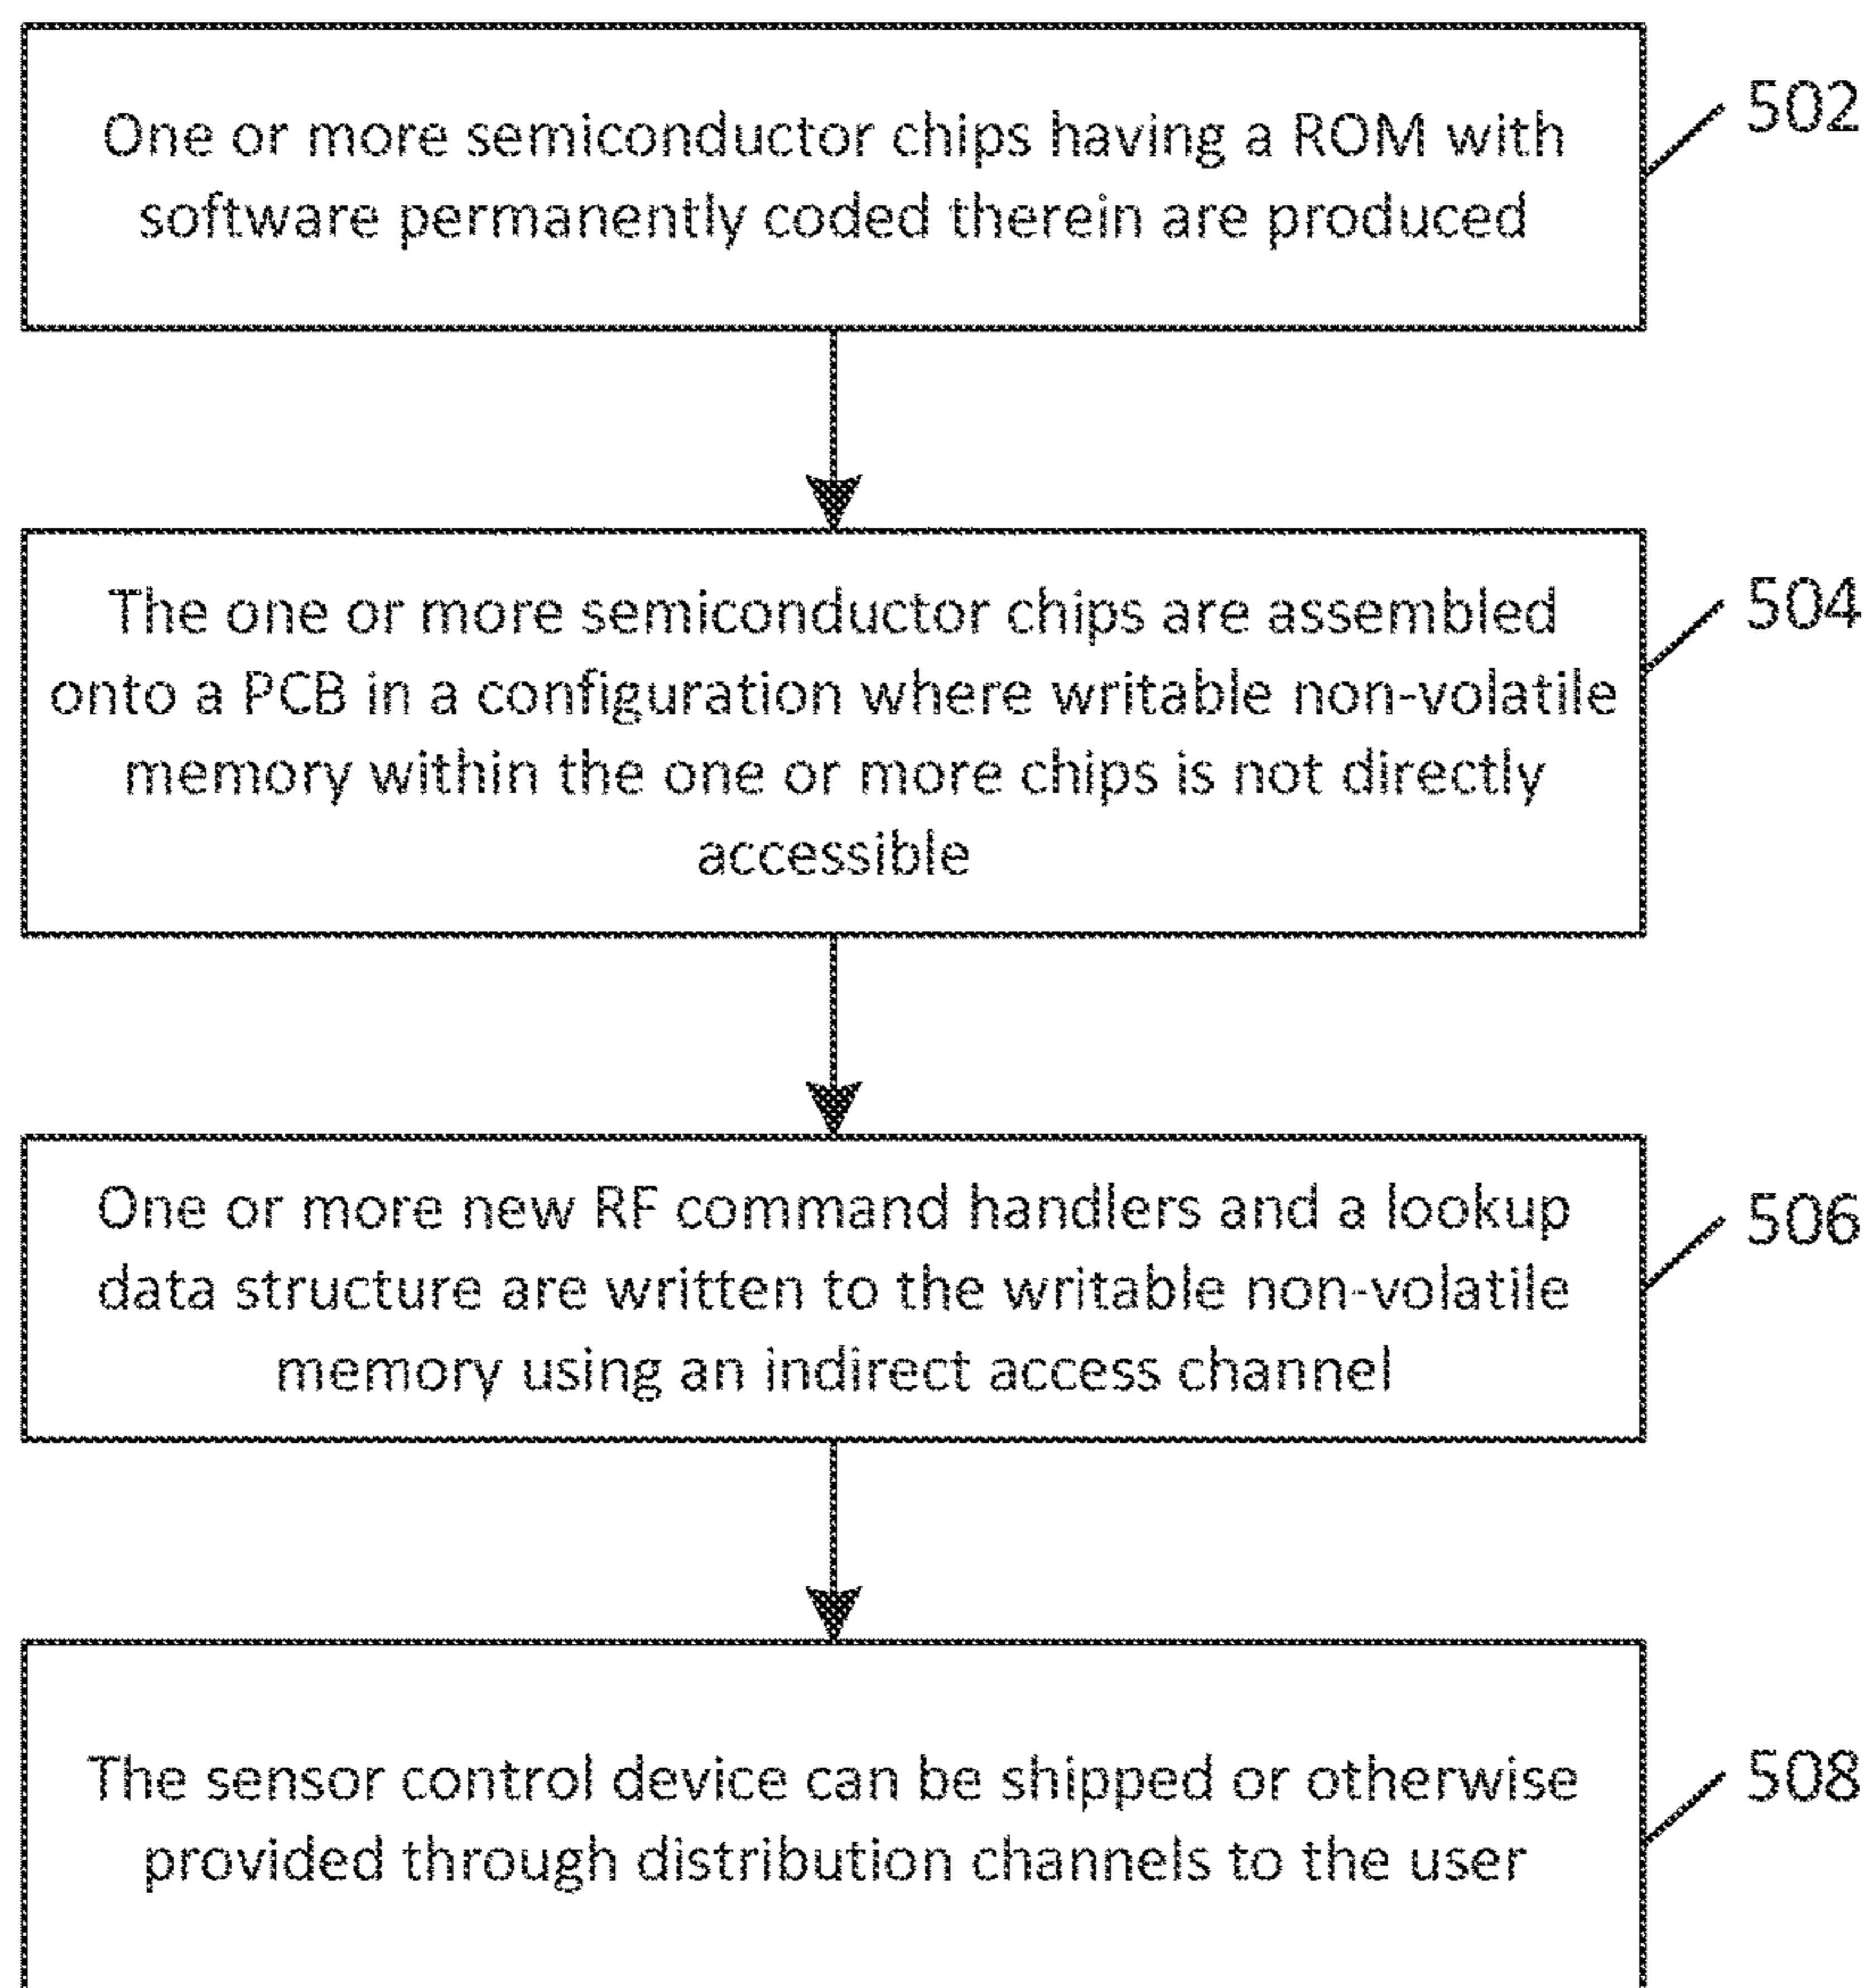 One or more semiconductor chips having a ROM with
software permanently coded therein are produced
502
The one or more semiconductor chips are assembled
onto a PCB in a configuration where writable non-volatile
memory within the one or more chips is not directly
accessible
504
One or more new RF command handlers and a lookup
data structure are written to the writable non-volatile
memory using an indirect access channel
506
The sensor control device can be shipped or otherwise
provided through distribution channels to the user
508